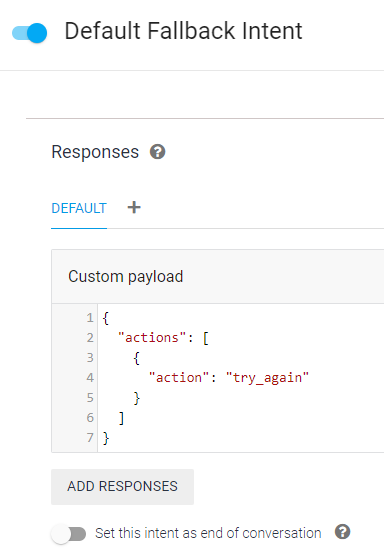 Default Fallback Intent
Responses ?
DEFAULT +
Custom payload
1 {
2   "actions": [
3     {
4       "action": "try_again"
5     }
6   ]
7 }
ADD RESPONSES
Set this intent as end of conversation ?